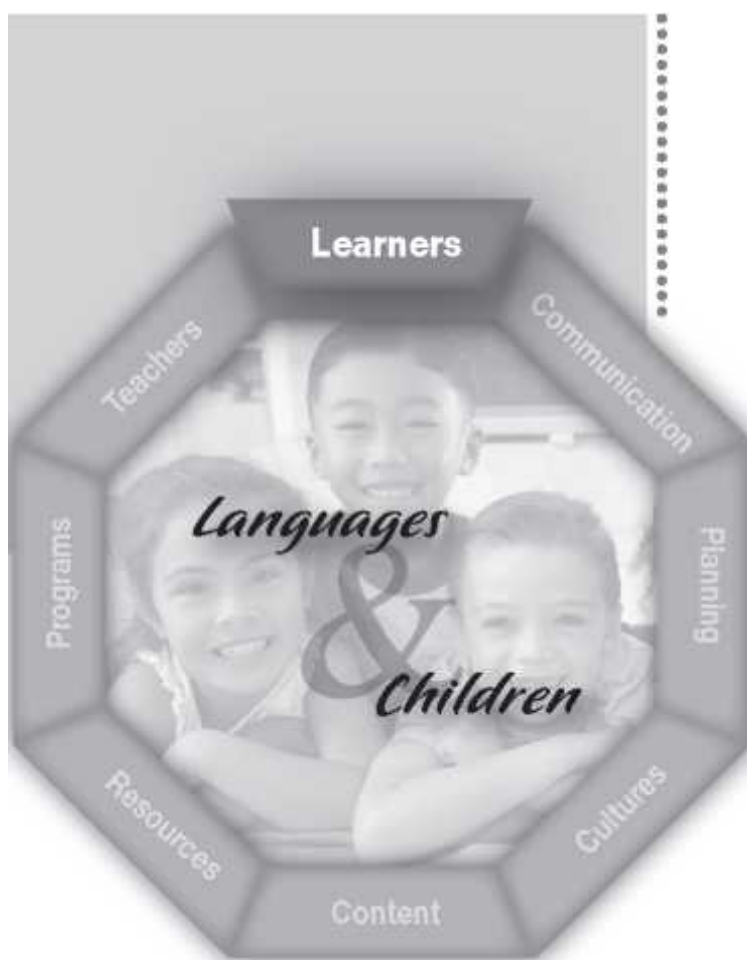 Learners
Communication
Planning
Cultures
Content
Resources
Programs
Teachers
Languages
&
Children